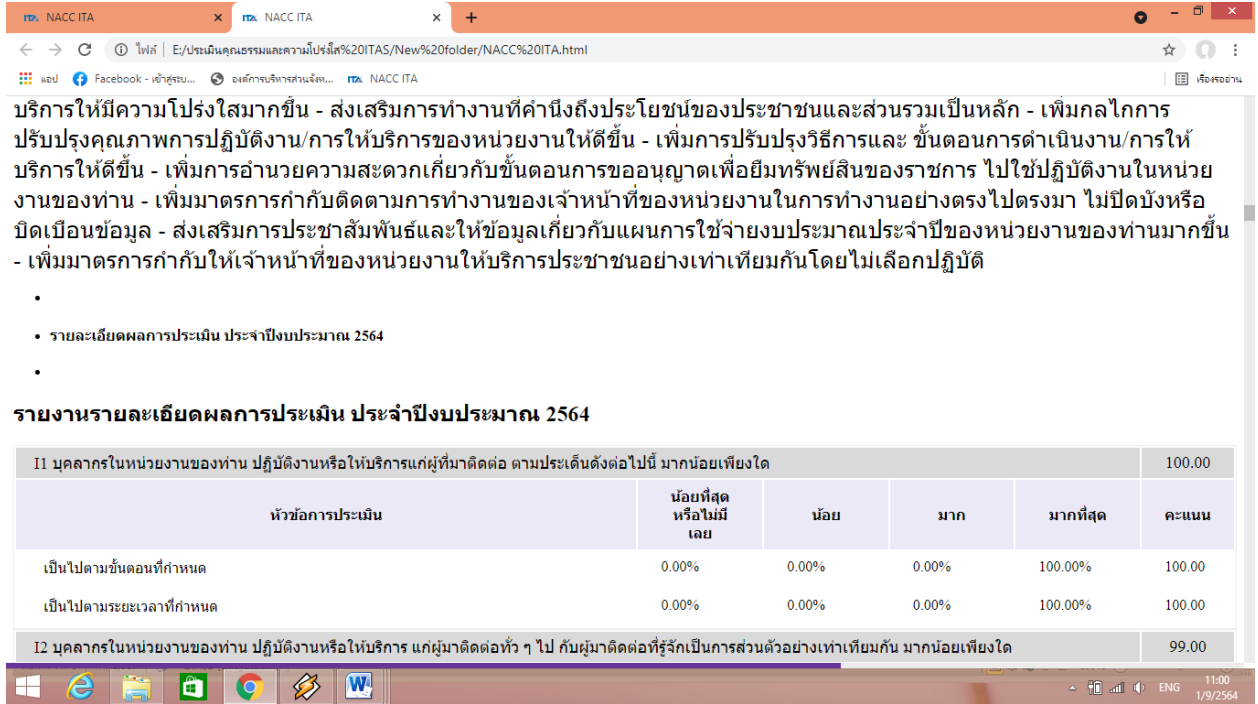 NACC ITA
NACC ITA
ไฟล์ | E:/ประเมินคุณธรรมและความโปร่งใส%20ITAS/New%20folder/NACC%20ITA.html
แอป Facebook - เข้าสู่ระบ... องค์การบริหารส่วนจังห... NACC ITA เรื่องรออ่าน
บริการให้มีความโปร่งใสมากขึ้น - ส่งเสริมการทำงานที่คำนึงถึงประโยชน์ของประชาชนและส่วนรวมเป็นหลัก - เพิ่มกลไกการ
ปรับปรุงคุณภาพการปฏิบัติงาน/การให้บริการของหน่วยงานให้ดีขึ้น - เพิ่มการปรับปรุงวิธีการและ ขั้นตอนการดำเนินงาน/การให้
บริการให้ดีขึ้น - เพิ่มการอำนวยความสะดวกเกี่ยวกับขั้นตอนการขออนุญาตเพื่อยืมทรัพย์สินของราชการ ไปใช้ปฏิบัติงานในหน่วย
งานของท่าน - เพิ่มมาตรการกำกับติดตามการทำงานของเจ้าหน้าที่ของหน่วยงานในการทำงานอย่างตรงไปตรงมา ไม่ปิดบังหรือ
บิดเบือนข้อมูล - ส่งเสริมการประชาสัมพันธ์และให้ข้อมูลเกี่ยวกับแผนการใช้จ่ายงบประมาณประจำปีของหน่วยงานของท่านมากขึ้น
- เพิ่มมาตรการกำกับให้เจ้าหน้าที่ของหน่วยงานให้บริการประชาชนอย่างเท่าเทียมกันโดยไม่เลือกปฏิบัติ
• รายละเอียดผลการประเมิน ประจำปีงบประมาณ 2564
รายงานรายละเอียดผลการประเมิน ประจำปีงบประมาณ 2564
I1 บุคลากรในหน่วยงานของท่าน ปฏิบัติงานหรือให้บริการแก่ผู้ที่มาติดต่อ ตามประเด็นดังต่อไปนี้ มากน้อยเพียงใด 100.00
หัวข้อการประเมิน น้อยที่สุดหรือไม่มีเลย น้อย มาก มากที่สุด คะแนน
เป็นไปตามขั้นตอนที่กำหนด 0.00% 0.00% 0.00% 100.00% 100.00
เป็นไปตามระยะเวลาที่กำหนด 0.00% 0.00% 0.00% 100.00% 100.00
I2 บุคลากรในหน่วยงานของท่าน ปฏิบัติงานหรือให้บริการ แก่ผู้มาติดต่อทั่ว ๆ ไป กับผู้มาติดต่อที่รู้จักเป็นการส่วนตัวอย่างเท่าเทียมกัน มากน้อยเพียงใด 99.00
ENG 11:00
1/9/2564